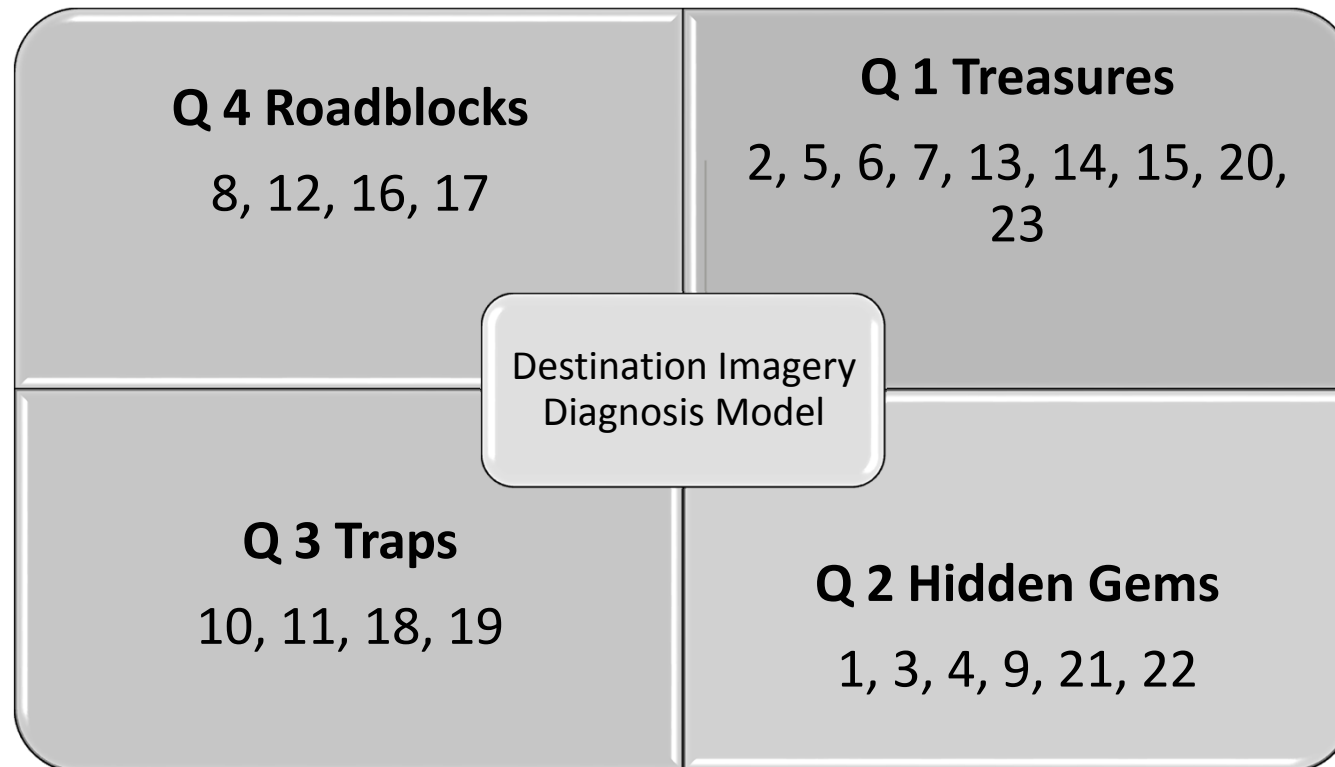 Q 4 Roadblocks
8, 12, 16, 17
Q 1 Treasures
2, 5, 6, 7, 13, 14, 15, 20,
23
Destination Imagery
Diagnosis Model
Q 3 Traps
10, 11, 18, 19
Q 2 Hidden Gems
1, 3, 4, 9, 21, 22